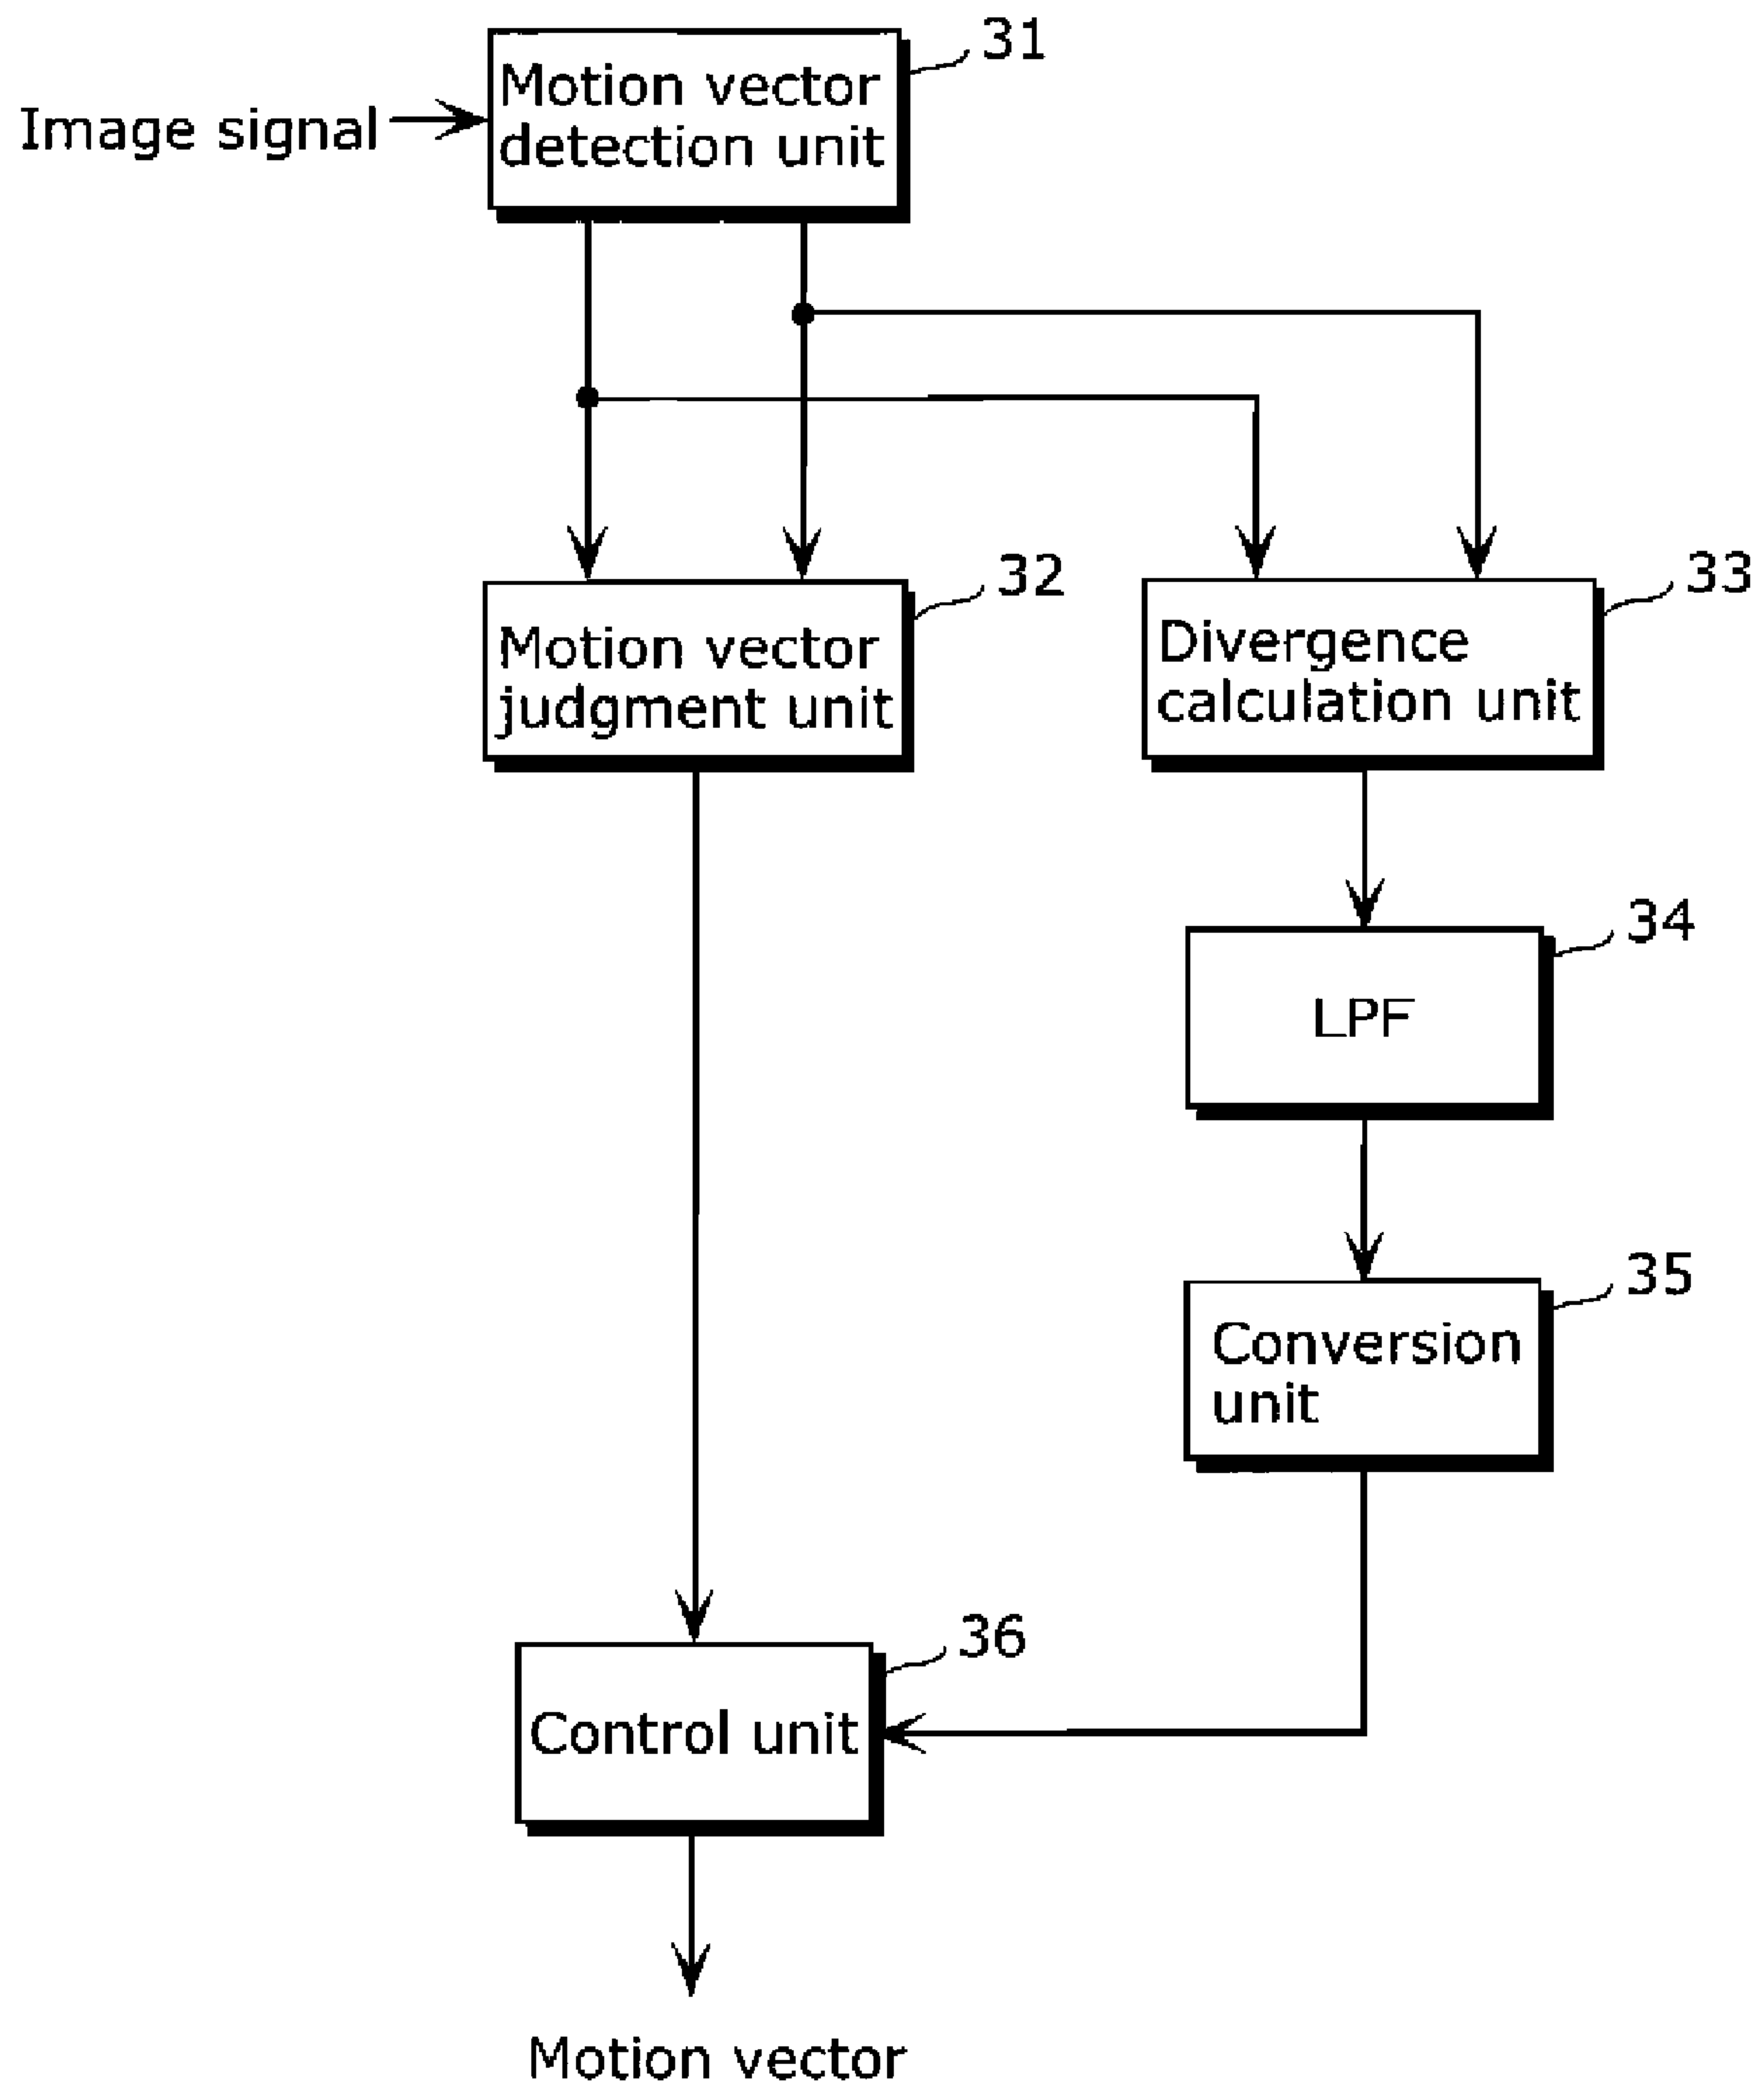 31
Motion vector
detection unit
Image signal
32
Motion vector
judgment unit
33
Divergence
calculation unit
34
LPF
35
Conversion
unit
36
Control unit
Motion vector